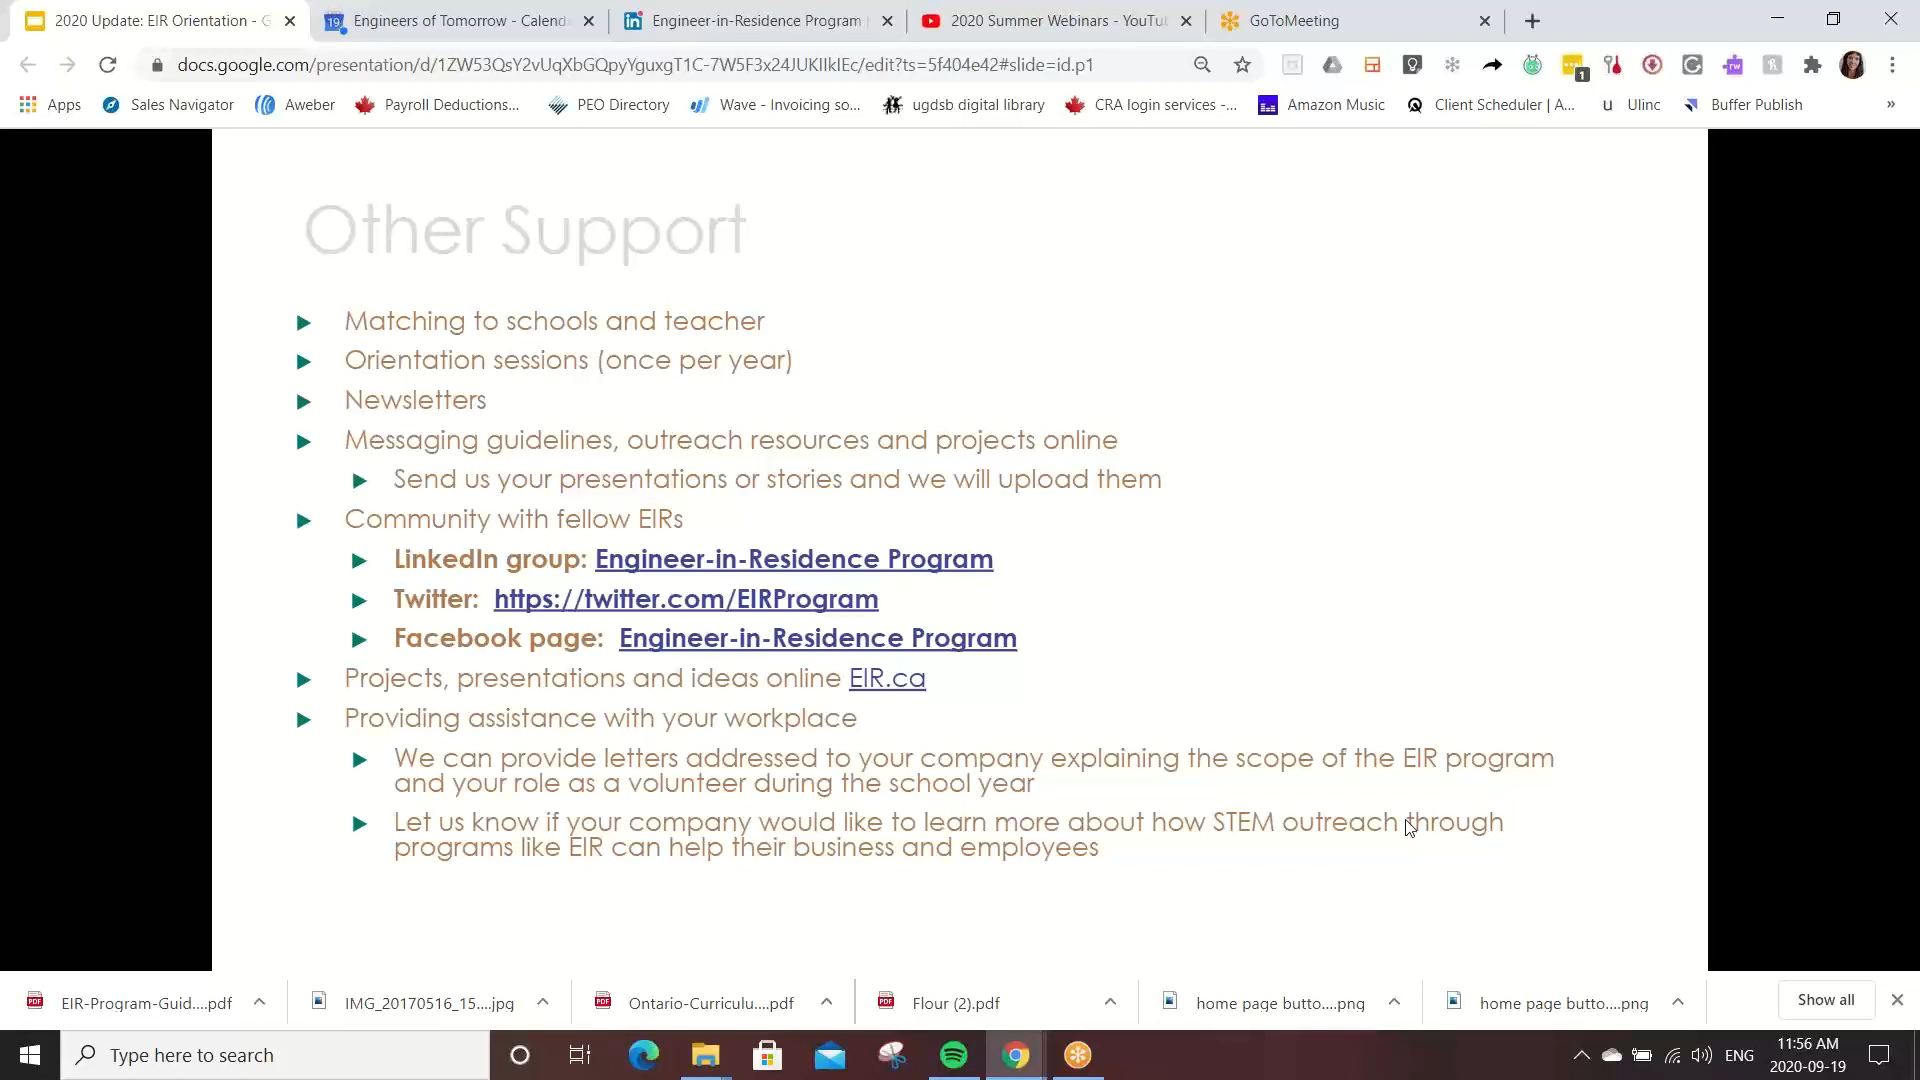 2020 Update: EIR Orientation - G
Engineers of Tomorrow - Calend
Engineer-in-Residence Program
2020 Summer Webinars - YouTu
GoToMeeting
docs.google.com/presentation/d/1ZW53QsY2vUqXbGQpyYguxgT1C-7W5F3x24JUKIIkIEc/edit?ts=5f404e42#slide=id.p1
Apps
Sales Navigator
Aweber
Payroll Deductions...
PEO Directory
Wave - Invoicing so...
ugdsb digital library
CRA login services -...
Amazon Music
Client Scheduler | A...
Ulinc
Buffer Publish
»
Other Support
Matching to schools and teacher
Orientation sessions (once per year)
Newsletters
Messaging guidelines, outreach resources and projects online
Send us your presentations or stories and we will upload them
Community with fellow EIRs
LinkedIn group: Engineer-in-Residence Program
Twitter: https://twitter.com/EIRProgram
Facebook page: Engineer-in-Residence Program
Projects, presentations and ideas online EIR.ca
Providing assistance with your workplace
We can provide letters addressed to your company explaining the scope of the EIR program
and your role as a volunteer during the school year
Let us know if your company would like to learn more about how STEM outreach through
programs like EIR can help their business and employees
EIR-Program-Guid....pdf
IMG_20170516_15....jpg
Ontario-Curriculu....pdf
Flour (2).pdf
home page butto....png
home page butto....png
Show all
Type here to search
ENG
11:56 AM
2020-09-19